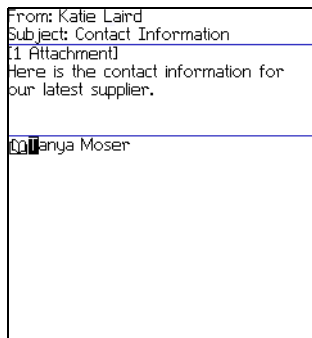 From: Katie Laird
Subject: Contact Information
[1 Attachment]
Here is the contact information for
our latest supplier.
Tanya Moser